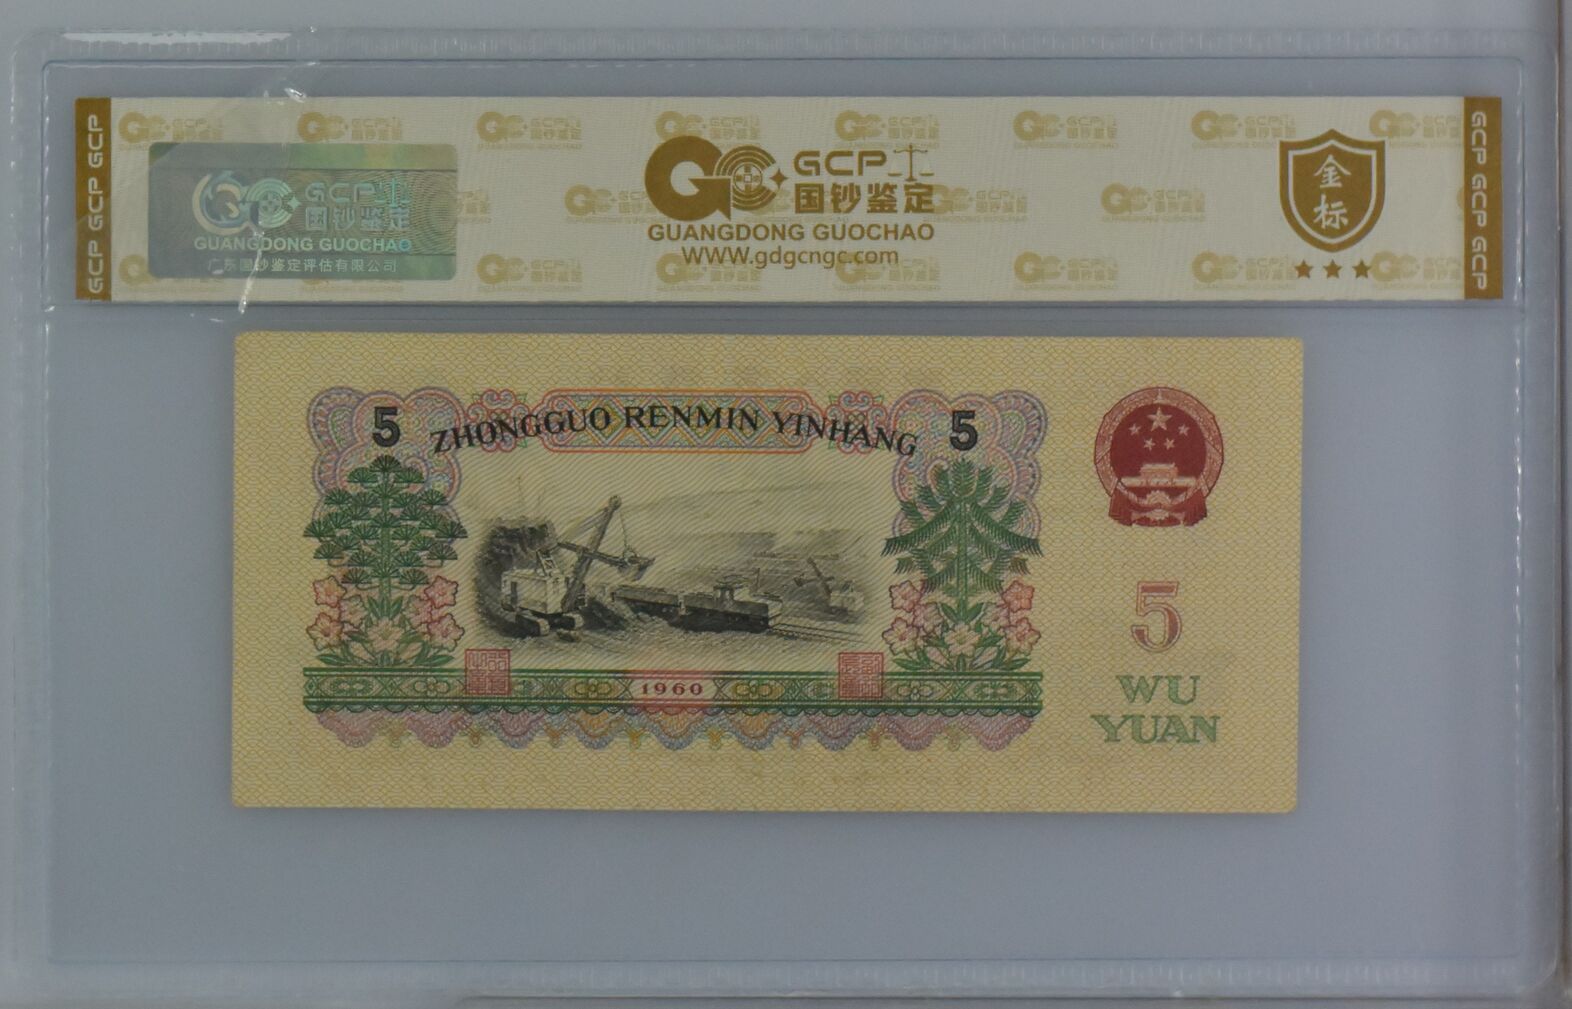 GCP GCP GCP
GCP
国钞鉴定
GUANGDONG GUOCHAO
广东国钞鉴定评估有限公司
GCP
国钞鉴定
GUANGDONG GUOCHAO
WWW.gdgcngc.com
金标
GCP GCP GCP
5
ZHONGGUO RENMIN YINHANG
5
1960
5
WU
YUAN